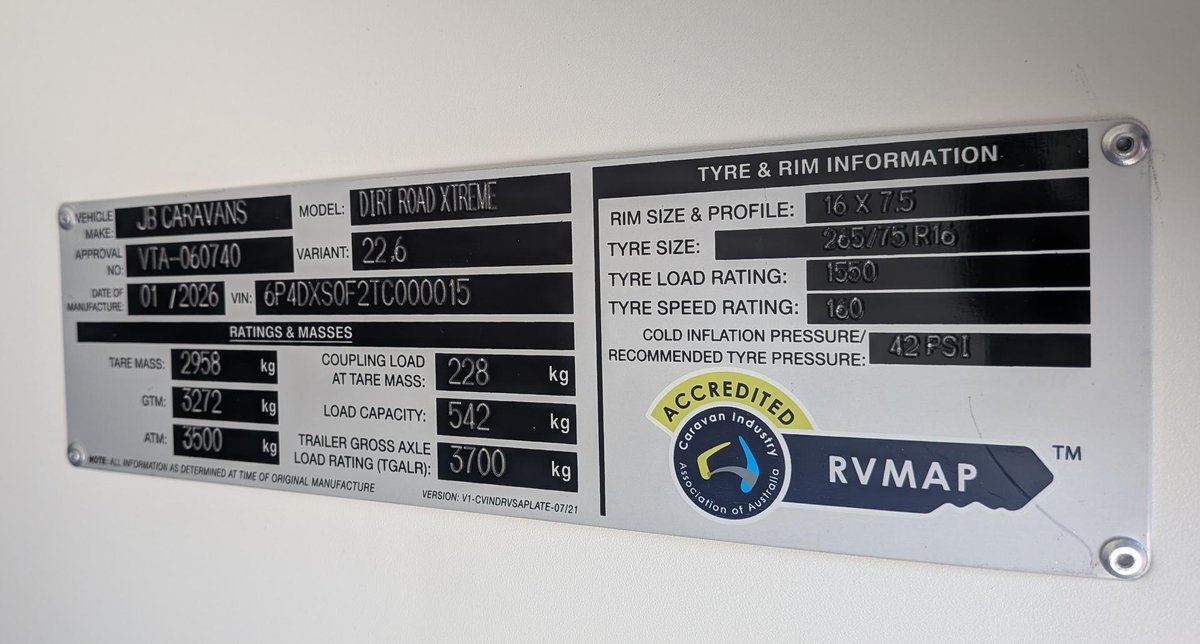 VEHICLE MAKE: JB CARAVANS
MODEL: DIRT ROAD XTREME
APPROVAL NO: VTA-060740
VARIANT: 22,6
DATE OF MANUFACTURE: 01 / 2026
VIN: 6P4DXS0F2TC000015
RATINGS & MASSES
TARE MASS: 2958 kg
GTM: 3272 kg
ATM: 3500 kg
COUPLING LOAD
AT TARE MASS: 228 kg
LOAD CAPACITY: 542 kg
TRAILER GROSS AXLE
LOAD RATING (TGALR): 3700 kg
NOTE: ALL INFORMATION AS DETERMINED AT TIME OF ORIGINAL MANUFACTURE
VERSION: V1-CVINDRVSAPLATE-07/21
TYRE & RIM INFORMATION
RIM SIZE & PROFILE: 16 X 7.5
TYRE SIZE: 265/75 R16
TYRE LOAD RATING: 1550
TYRE SPEED RATING: 160
COLD INFLATION PRESSURE/
RECOMMENDED TYRE PRESSURE: 42 PSI
ACCREDITED
Caravan Industry
Association of Australia
RVMAP TM